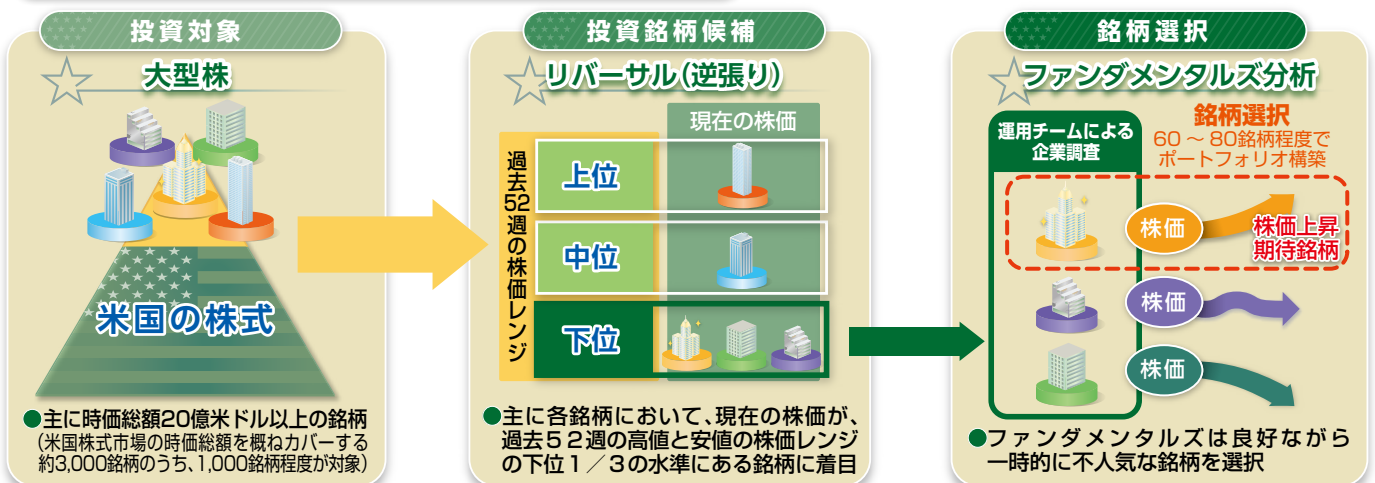 投資対象
大型株
米国の株式
●主に時価総額20億米ドル以上の銘柄
(米国株式市場の時価総額を概ねカバーする
約3,000銘柄のうち、1,000銘柄程度が対象)
投資銘柄候補
リバーサル(逆張り)
現在の株価
過去52週の株価レンジ
上位
中位
下位
●主に各銘柄において、現在の株価が、
過去52週の高値と安値の株価レンジ
の下位1/3の水準にある銘柄に着目
銘柄選択
ファンダメンタルズ分析
運用チームによる
企業調査
銘柄選択
60～80銘柄程度で
ポートフォリオ構築
株価
株価上昇
期待銘柄
株価
株価
●ファンダメンタルズは良好ながら
一時的に不人気な銘柄を選択